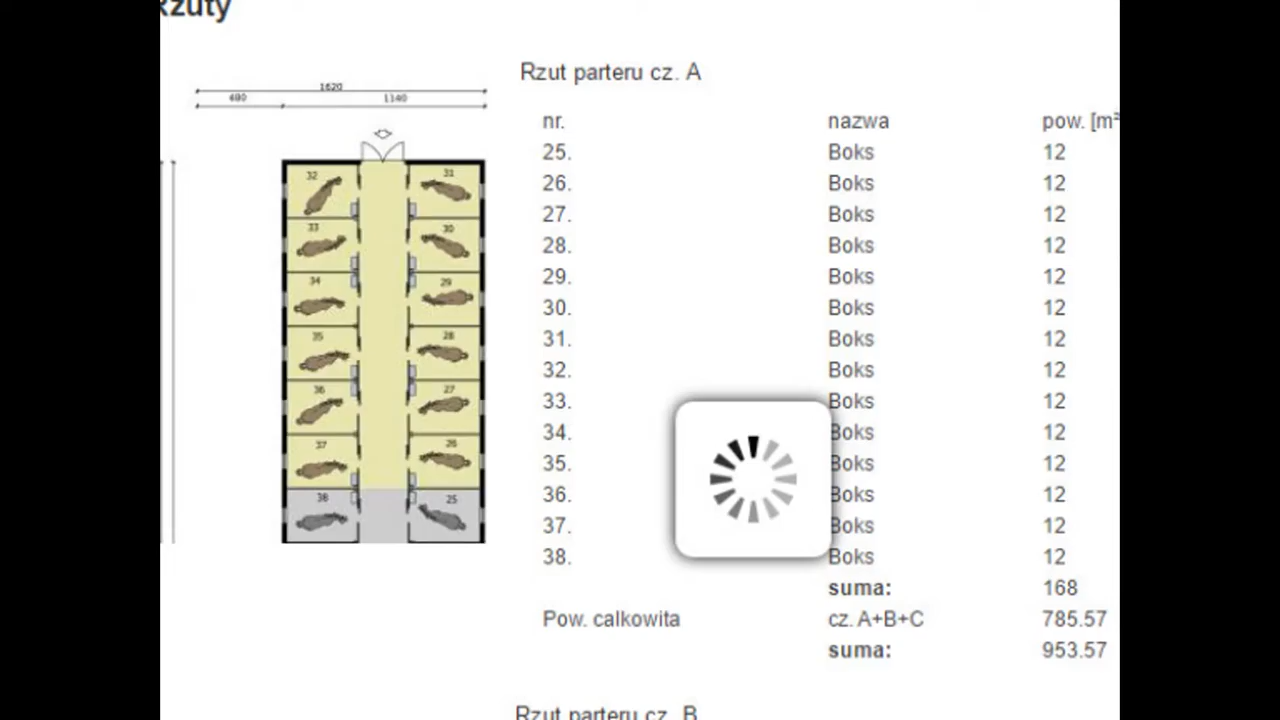 Rzuty
Rzut parteru cz. A
1620
480 1140
32 31
33 30
34 29
35 28
36 27
37 26
38 25
nr. nazwa pow. [m²
25. Boks 12
26. Boks 12
27. Boks 12
28. Boks 12
29. Boks 12
30. Boks 12
31. Boks 12
32. Boks 12
33. Boks 12
34. Boks 12
35. Boks 12
36. Boks 12
37. Boks 12
38. Boks 12
suma: 168
Pow. calkowita cz. A+B+C 785.57
suma: 953.57
Rzut parteru cz. B